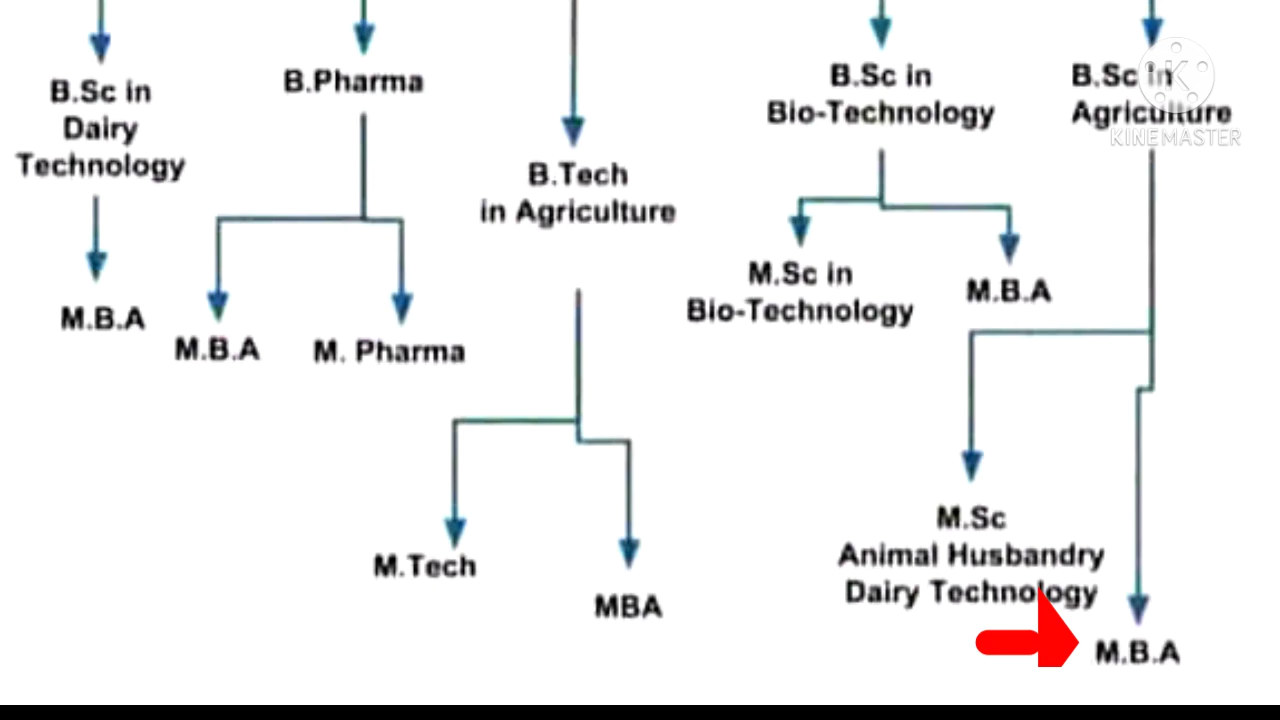 B.Sc in
Dairy
Technology
M.B.A
B.Pharma
M.B.A
M. Pharma
B.Tech
in Agriculture
M.Tech
MBA
B.Sc in
Bio-Technology
M.Sc in
Bio-Technology
M.B.A
B.Sc in
Agriculture
K
KINEMASTER
M.Sc
Animal Husbandry
Dairy Technology
M.B.A